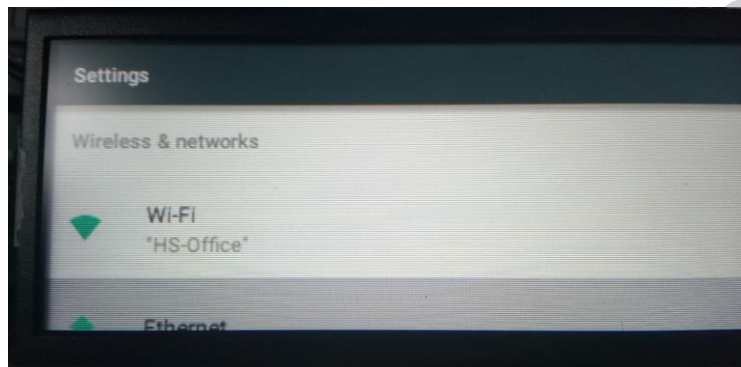 Settings
Wireless & networks
Wi-Fi
"HS-Office"
Ethernet